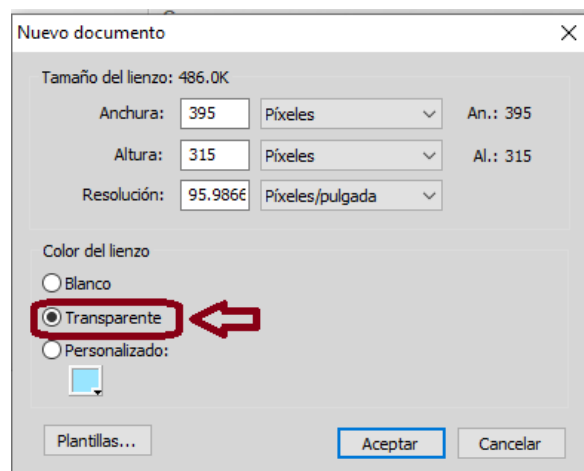 Nuevo documento
Tamaño del lienzo: 486.0K
Anchura: 395 Píxeles An.: 395
Altura: 315 Píxeles Al.: 315
Resolución: 95.9866 Píxeles/pulgada
Color del lienzo
Blanco
Transparente
Personalizado:
Plantillas... Aceptar Cancelar